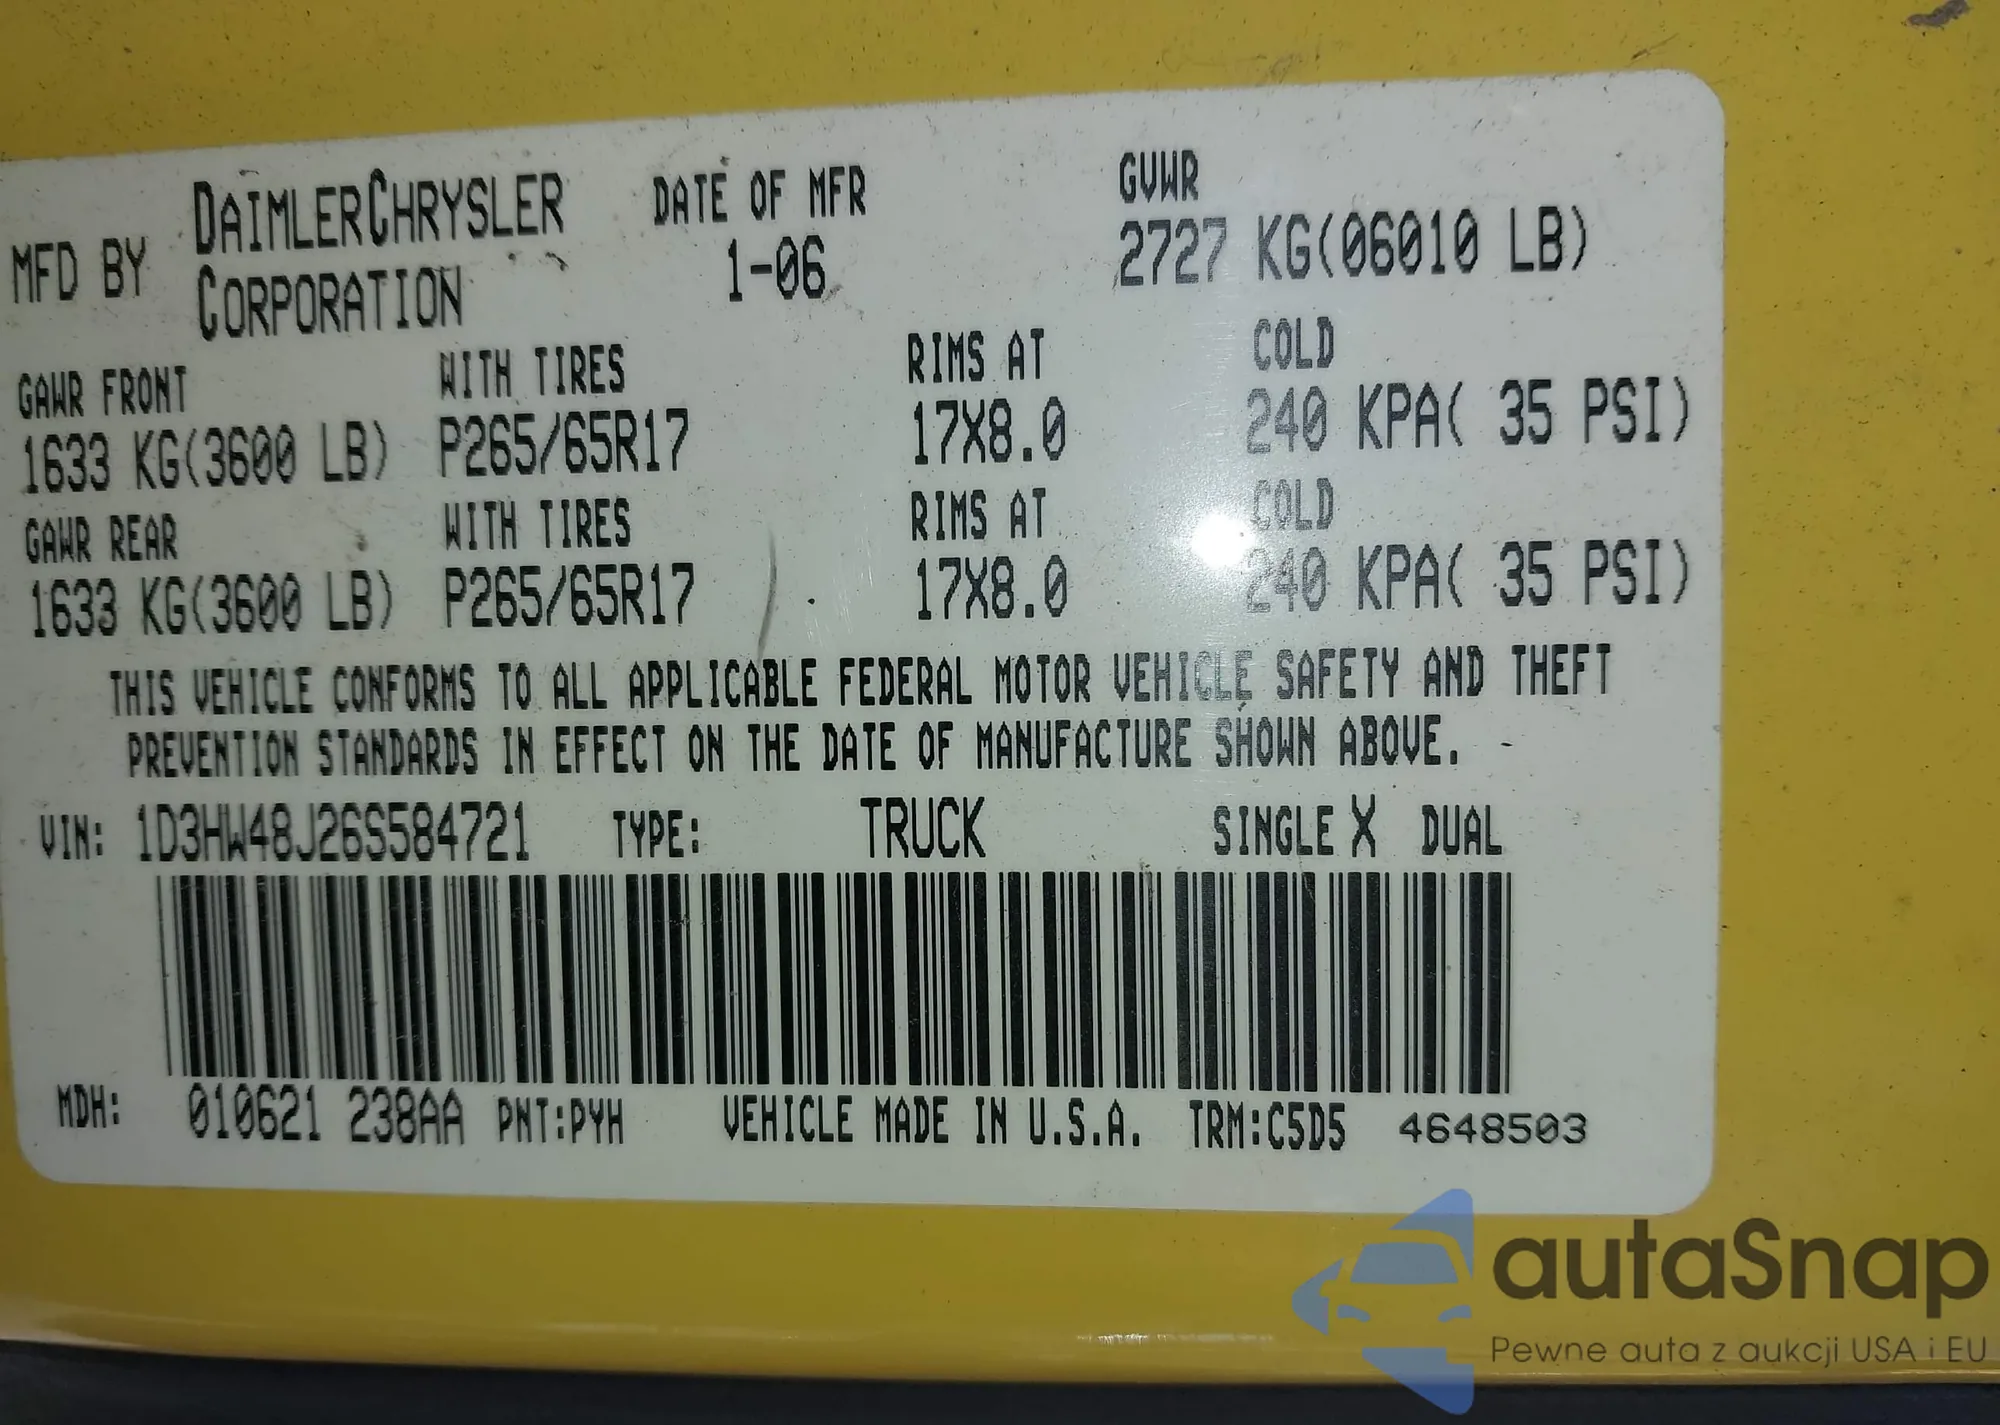 MFD BY DAIMLERCHRYSLER CORPORATION
DATE OF MFR
1-06
GVWR
2727 KG(06010 LB)
GAWR FRONT WITH TIRES RIMS AT COLD
1633 KG(3600 LB) P265/65R17 17X8.0 240 KPA( 35 PSI)
GAWR REAR WITH TIRES RIMS AT COLD
1633 KG(3600 LB) P265/65R17 17X8.0 240 KPA( 35 PSI)
THIS VEHICLE CONFORMS TO ALL APPLICABLE FEDERAL MOTOR VEHICLE SAFETY AND THEFT
PREVENTION STANDARDS IN EFFECT ON THE DATE OF MANUFACTURE SHOWN ABOVE.
VIN: 1D3HW48J26S584721 TYPE: TRUCK SINGLE X DUAL
MDH: 010621 238AA PNT:PYH VEHICLE MADE IN U.S.A. TRM:C5D5 4648503
autaSnap
Pewne auta z aukcji USA i EU